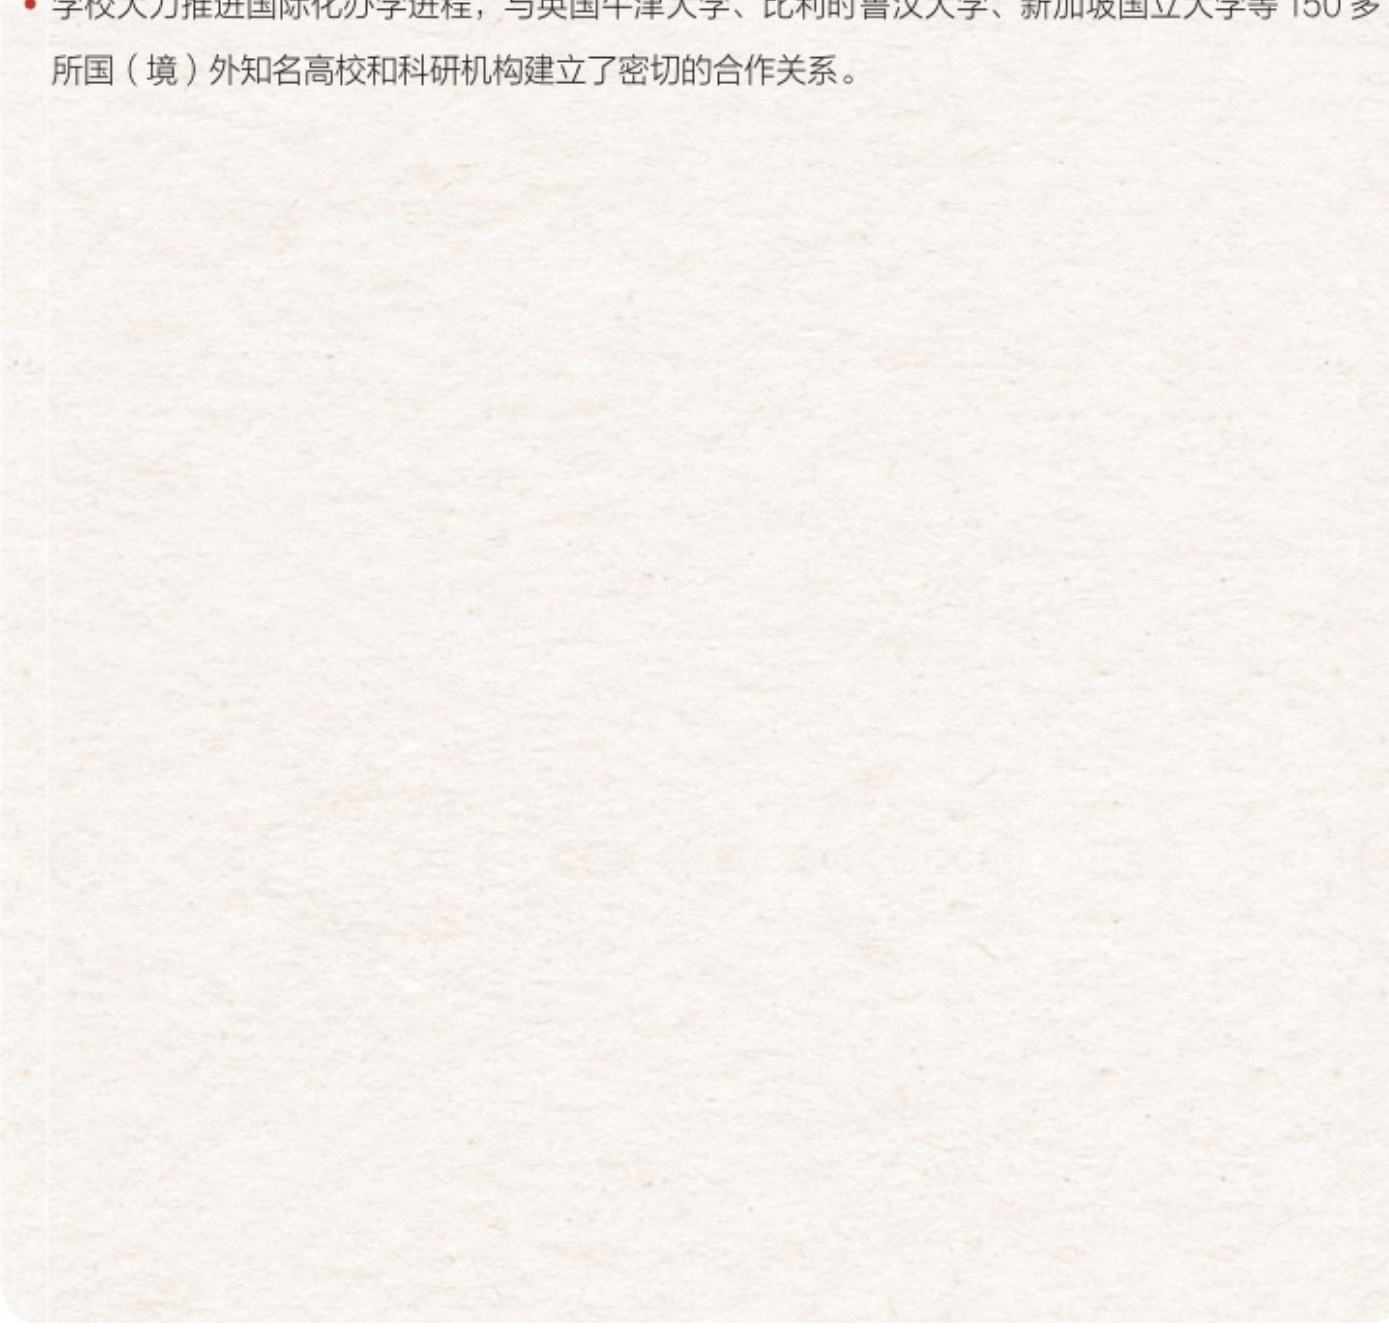 • 学校大力推进国际化办学进程，与英国牛津大学、比利时鲁汶大学、新加坡国立大学等 150 多
所国（境）外知名高校和科研机构建立了密切的合作关系。